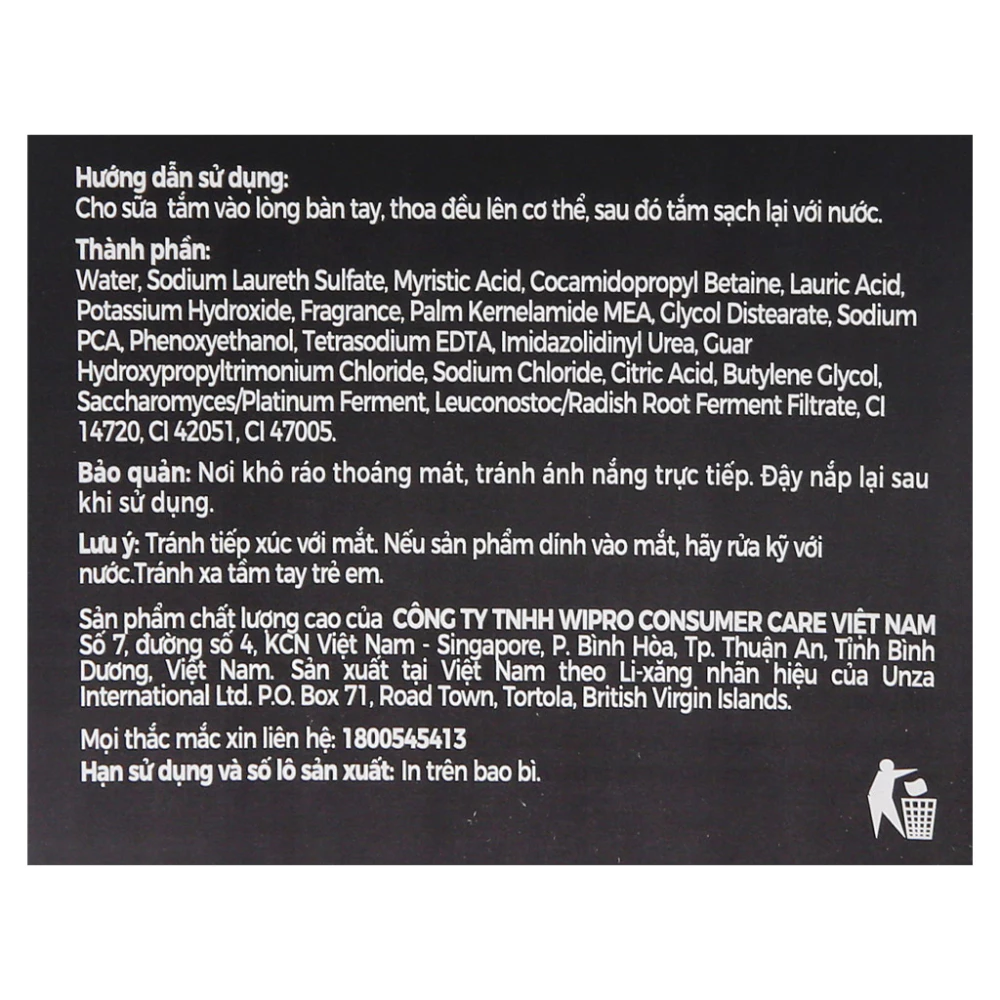 Hướng dẫn sử dụng:
Cho sữa tắm vào lòng bàn tay, thoa đều lên cơ thể, sau đó tắm sạch lại với nước.
Thành phần:
Water, Sodium Laureth Sulfate, Myristic Acid, Cocamidopropyl Betaine, Lauric Acid,
Potassium Hydroxide, Fragrance, Palm Kernelamide MEA, Glycol Distearate, Sodium
PCA, Phenoxyethanol, Tetrasodium EDTA, Imidazolidinyl Urea, Guar
Hydroxypropyltrimonium Chloride, Sodium Chloride, Citric Acid, Butylene Glycol,
Saccharomyces/Platinum Ferment, Leuconostoc/Radish Root Ferment Filtrate, CI
14720, CI 42051, CI 47005.
Bảo quản: Nơi khô ráo thoáng mát, tránh ánh nắng trực tiếp. Đậy nắp lại sau
khi sử dụng.
Lưu ý: Tránh tiếp xúc với mắt. Nếu sản phẩm dính vào mắt, hãy rửa kỹ với
nước.Tránh xa tầm tay trẻ em.
Sản phẩm chất lượng cao của CÔNG TY TNHH WIPRO CONSUMER CARE VIỆT NAM
Số 7, đường số 4, KCN Việt Nam - Singapore, P. Bình Hòa, Tp. Thuận An, Tỉnh Bình
Dương, Việt Nam. Sản xuất tại Việt Nam theo Li-xăng nhãn hiệu của Unza
International Ltd. P.O. Box 71, Road Town, Tortola, British Virgin Islands.
Mọi thắc mắc xin liên hệ: 1800545413
Hạn sử dụng và số lô sản xuất: In trên bao bì.